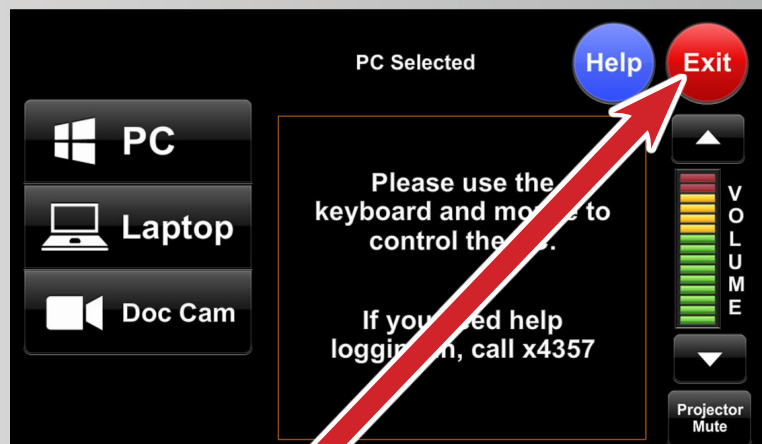 PC Selected
Help
Exit
PC
Laptop
Doc Cam
Please use the
keyboard and to
control the
If you help
call x4357
VOLUME
Projector
Mute